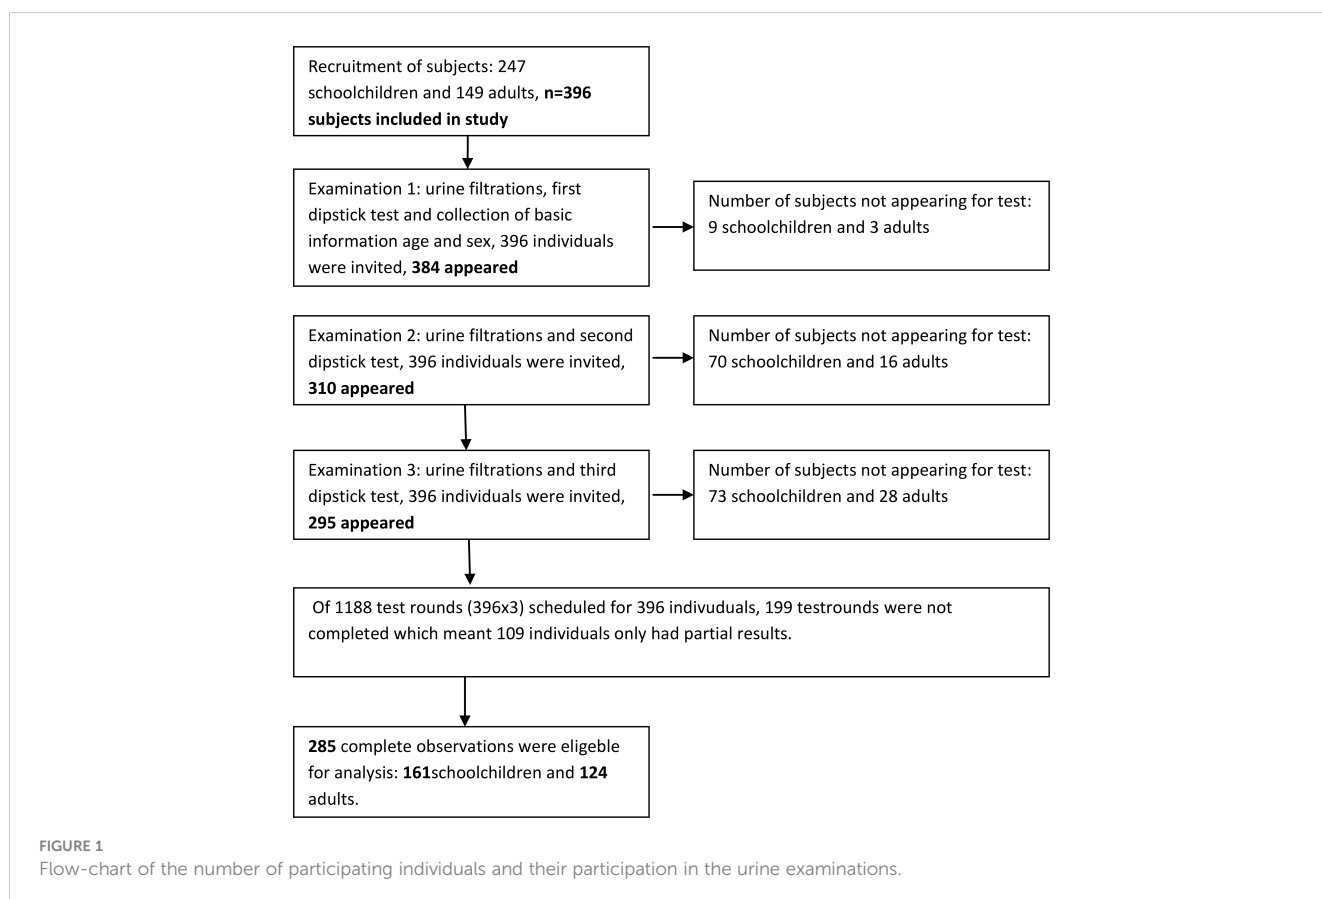 Recruitment of subjects: 247
schoolchildren and 149 adults, n=396
subjects included in study
Examination 1: urine filtrations, first
dipstick test and collection of basic
information age and sex, 396 individuals
were invited, 384 appeared
Number of subjects not appearing for test:
9 schoolchildren and 3 adults
Examination 2: urine filtrations and second
dipstick test, 396 individuals were invited,
310 appeared
Number of subjects not appearing for test:
70 schoolchildren and 16 adults
Examination 3: urine filtrations and third
dipstick test, 396 individuals were invited,
295 appeared
Number of subjects not appearing for test:
73 schoolchildren and 28 adults
Of 1188 test rounds (396x3) scheduled for 396 indivuduals, 199 testrounds were not
completed which meant 109 individuals only had partial results.
285 complete observations were eligeble
for analysis: 161schoolchildren and 124
adults.
FIGURE 1
Flow-chart of the number of participating individuals and their participation in the urine examinations.